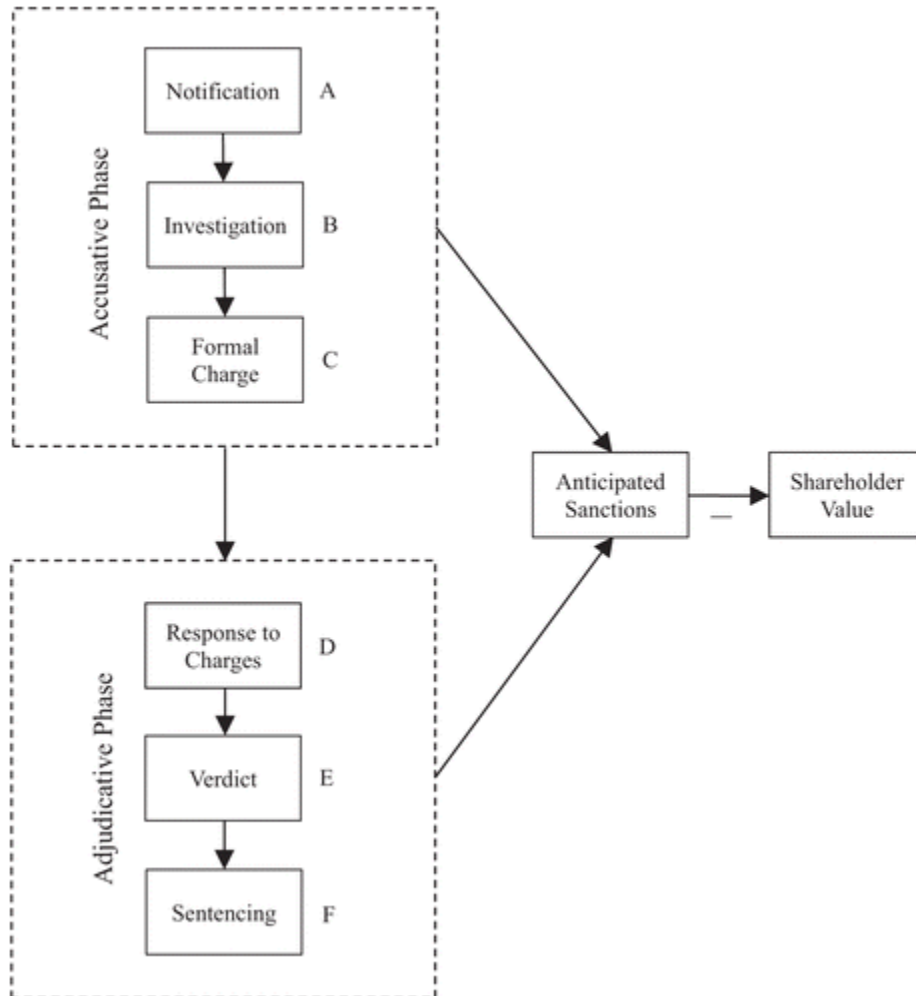 Accusative Phase
Notification
A
Investigation
B
Formal
Charge
C
Anticipated
Sanctions
—
Shareholder
Value
Adjudicative Phase
Response to
Charges
D
Verdict
E
Sentencing
F